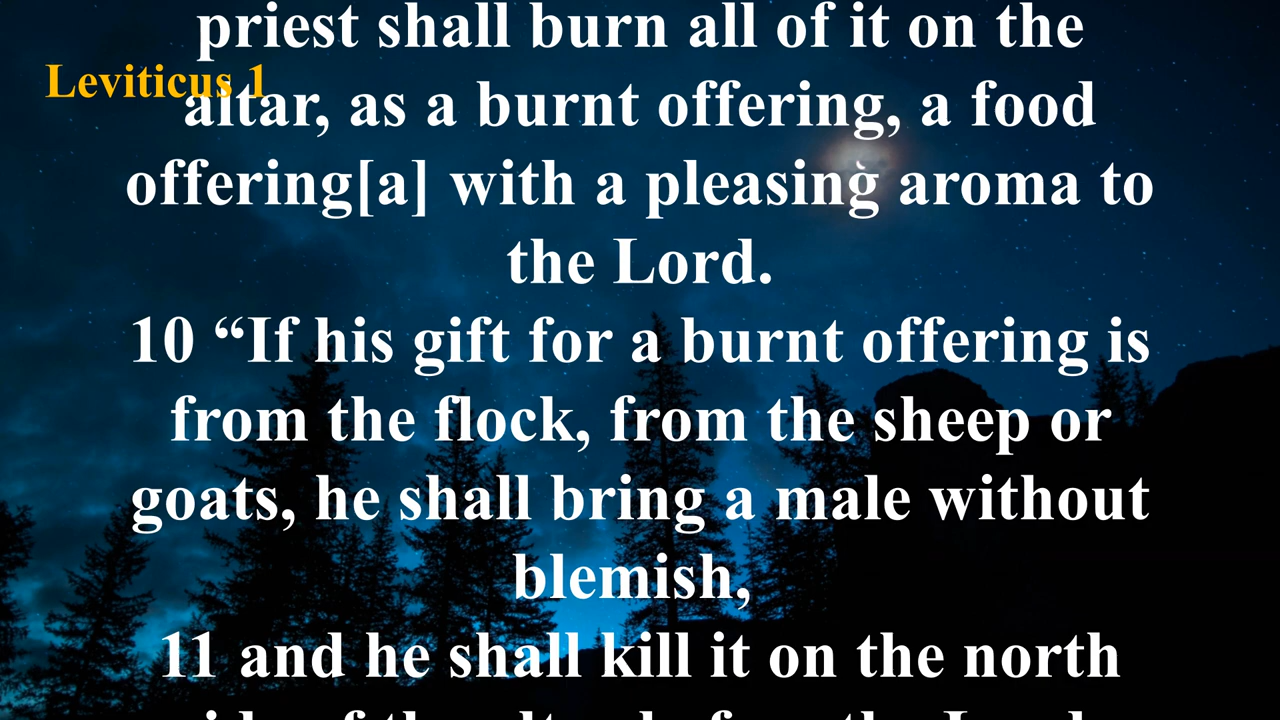 priest shall burn all of it on the
Leviticus 1
altar, as a burnt offering, a food
offering[a] with a pleasing aroma to
the Lord.
10 “If his gift for a burnt offering is
from the flock, from the sheep or
goats, he shall bring a male without
blemish,
11 and he shall kill it on the north